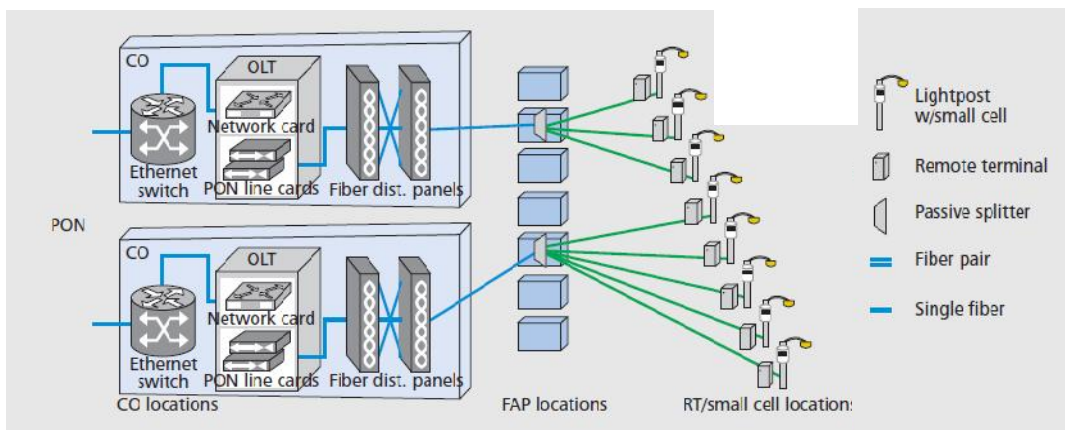 CO
OLT
Network card
Ethernet
switch
PON line cards
Fiber dist. panels
PON
CO
OLT
Network card
Ethernet
switch
PON line cards
Fiber dist. panels
CO locations
FAP locations
RT/small cell locations
Lightpost
w/small cell
Remote terminal
Passive splitter
Fiber pair
Single fiber